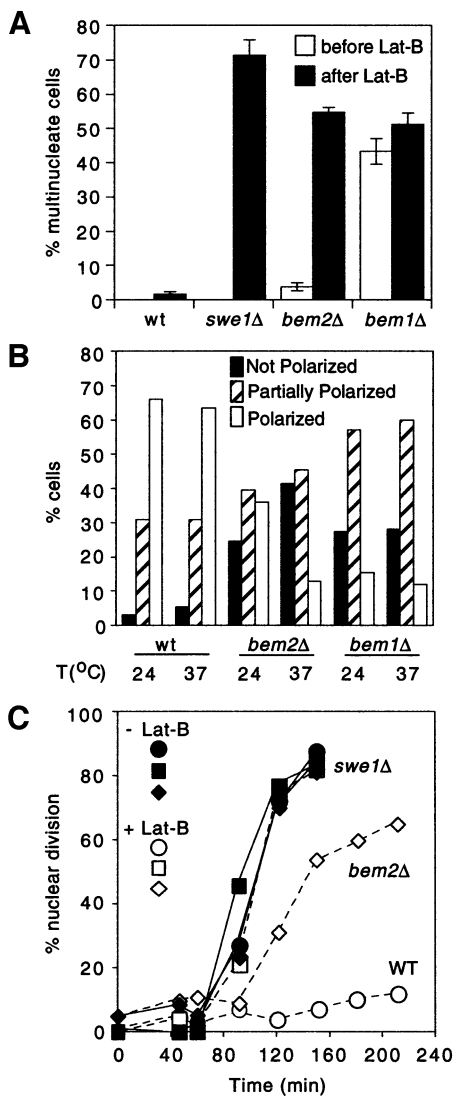 A
80
70
60
50
40
30
20
10
0
% multinucleate cells
before Lat-B
after Lat-B
wt swe1Δ bem2Δ bem1Δ
B
80
70
60
50
40
30
20
10
0
% cells
Not Polarized
Partially Polarized
Polarized
wt bem2Δ bem1Δ
T(°C) 24 37 24 37 24 37
C
100
80
60
40
20
0
% nuclear division
- Lat-B
+ Lat-B
swe1Δ
bem2Δ
WT
0 40 80 120 160 200 240
Time (min)